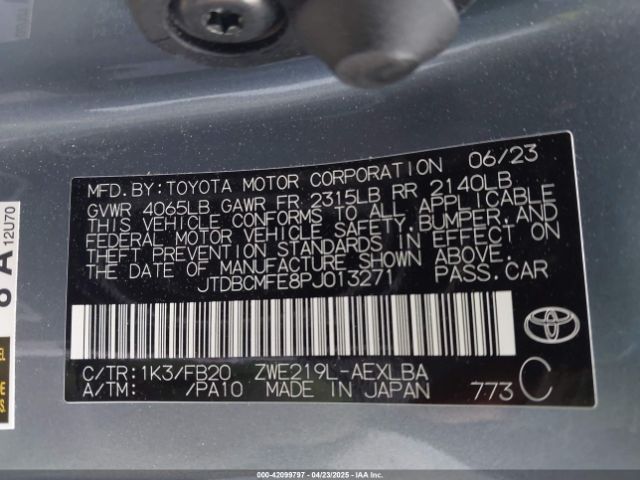 MFD. BY: TOYOTA MOTOR CORPORATION 06/23
GVWR 4065LB GAWR FR 2315LB RR 2140LB
THIS VEHICLE CONFORMS TO ALL APPLICABLE
FEDERAL MOTOR VEHICLE SAFETY, BUMPER, AND
THEFT PREVENTION STANDARDS IN EFFECT ON
THE DATE OF MANUFACTURE SHOWN ABOVE.
JTDBCMFE8PJ013271 PASS. CAR
C/TR: 1K3/FB20 ZWE219L-AEXLBA
A/TM: /PA10 MADE IN JAPAN 773 C
A
12U70
000-42099797 - 04/23/2025 - IAAI.COM